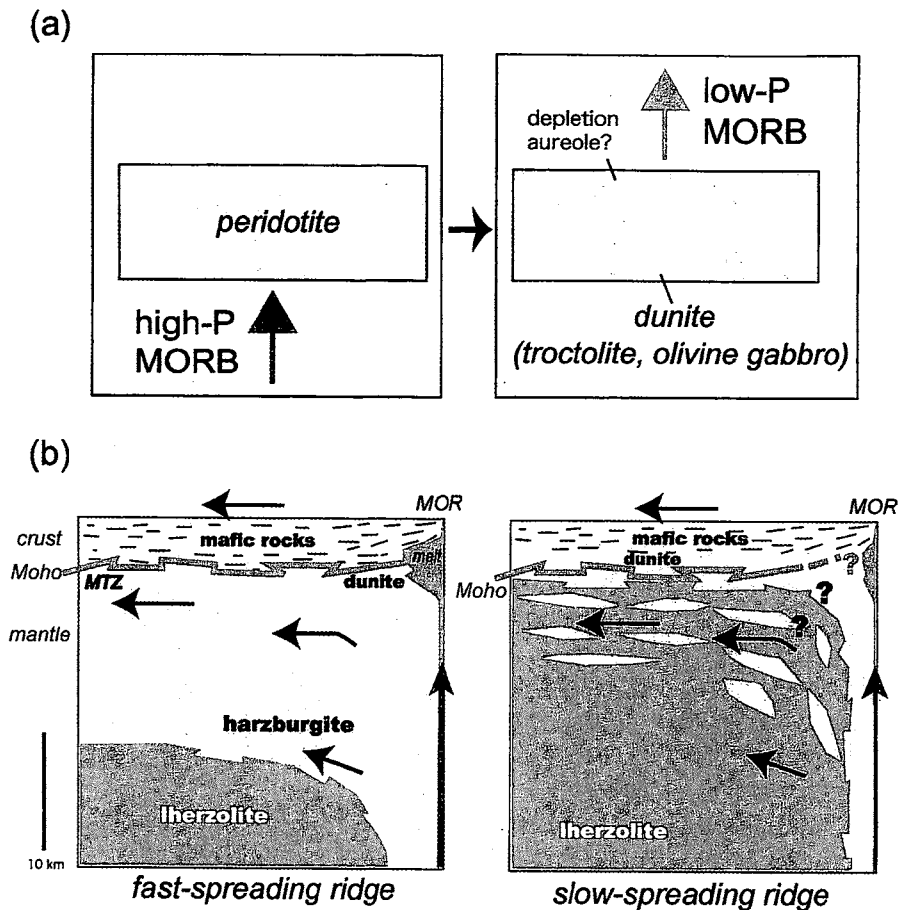 (a)
peridotite
high-P
MORB
depletion
aureole?
low-P
MORB
dunite
(troctolite, olivine gabbro)
(b)
MOR
crust
mafic rocks
melt
Moho
MTZ
dunite
mantle
harzburgite
lherzolite
10 km
fast-spreading ridge
MOR
mafic rocks
dunite
?
Moho
?
?
lherzolite
slow-spreading ridge